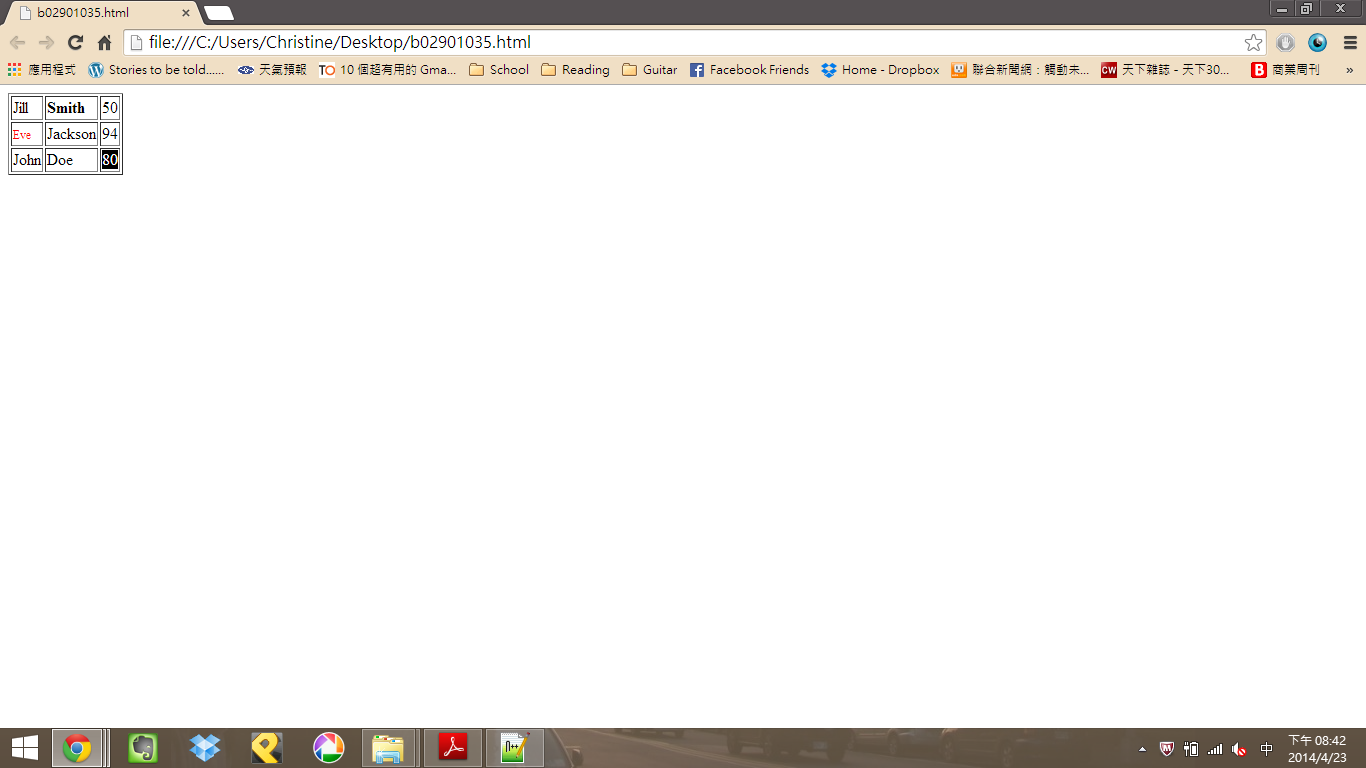 b02901035.html
file:///C:/Users/Christine/Desktop/b02901035.html
應用程式 Stories to be told...... 天氣預報 TO 10 個超有用的 Gma... School Reading Guitar Facebook Friends Home - Dropbox 聯合新聞網：觸動未... CW 天下雜誌 - 天下30... B 商業周刊 »
Jill Smith 50
Eve Jackson 94
John Doe 80
中 下午 08:42
2014/4/23